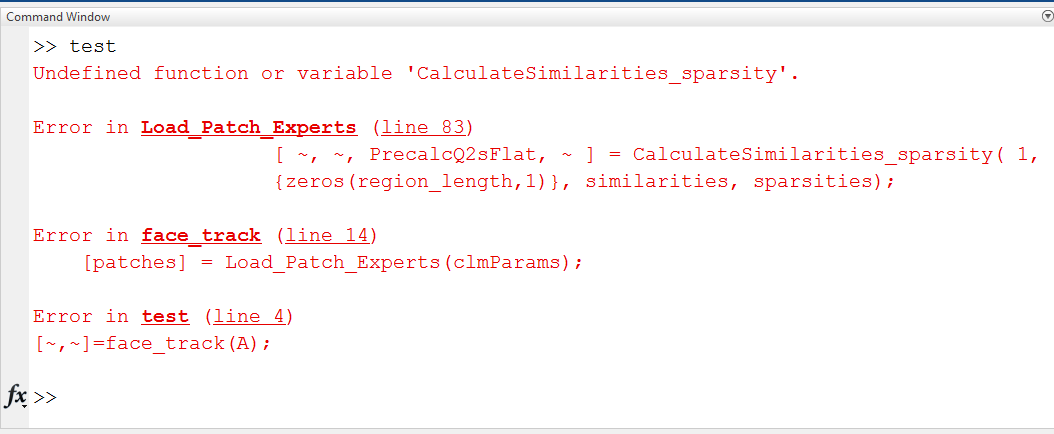 Command Window
>> test
Undefined function or variable 'CalculateSimilarities_sparsity'.
Error in Load_Patch_Experts (line 83)
[ ~, ~, PrecalcQ2sFlat, ~ ] = CalculateSimilarities_sparsity( 1,
{zeros(region_length,1)}, similarities, sparsities);
Error in face_track (line 14)
[patches] = Load_Patch_Experts(clmParams);
Error in test (line 4)
[~,~]=face_track(A);
fx >>